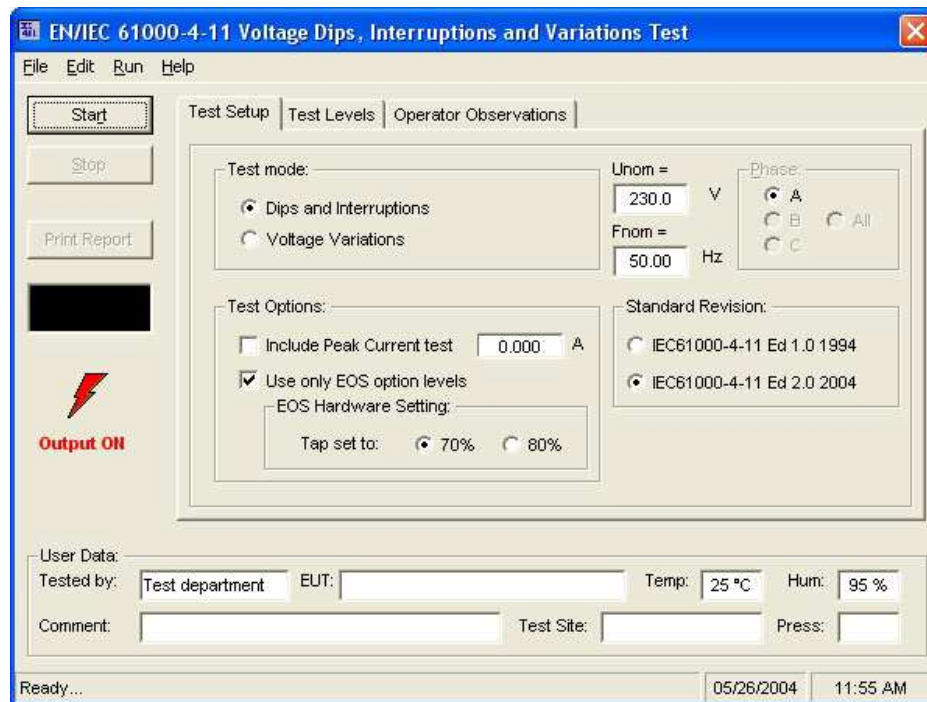 EN/IEC 61000-4-11 Voltage Dips, Interruptions and Variations Test
File Edit Run Help
Start
Stop
Print Report
Output ON
Test Setup Test Levels Operator Observations
Test mode:
Dips and Interruptions
Voltage Variations
Unom =
230.0 V
Fnom =
50.00 Hz
Phase:
A
B All
C
Test Options:
Include Peak Current test 0.000 A
Use only EOS option levels
EOS Hardware Setting:
Tap set to: 70% 80%
Standard Revision:
IEC61000-4-11 Ed 1.0 1994
IEC61000-4-11 Ed 2.0 2004
User Data:
Tested by: Test department EUT: Temp: 25 °C Hum: 95 %
Comment: Test Site: Press:
Ready... 05/26/2004 11:55 AM